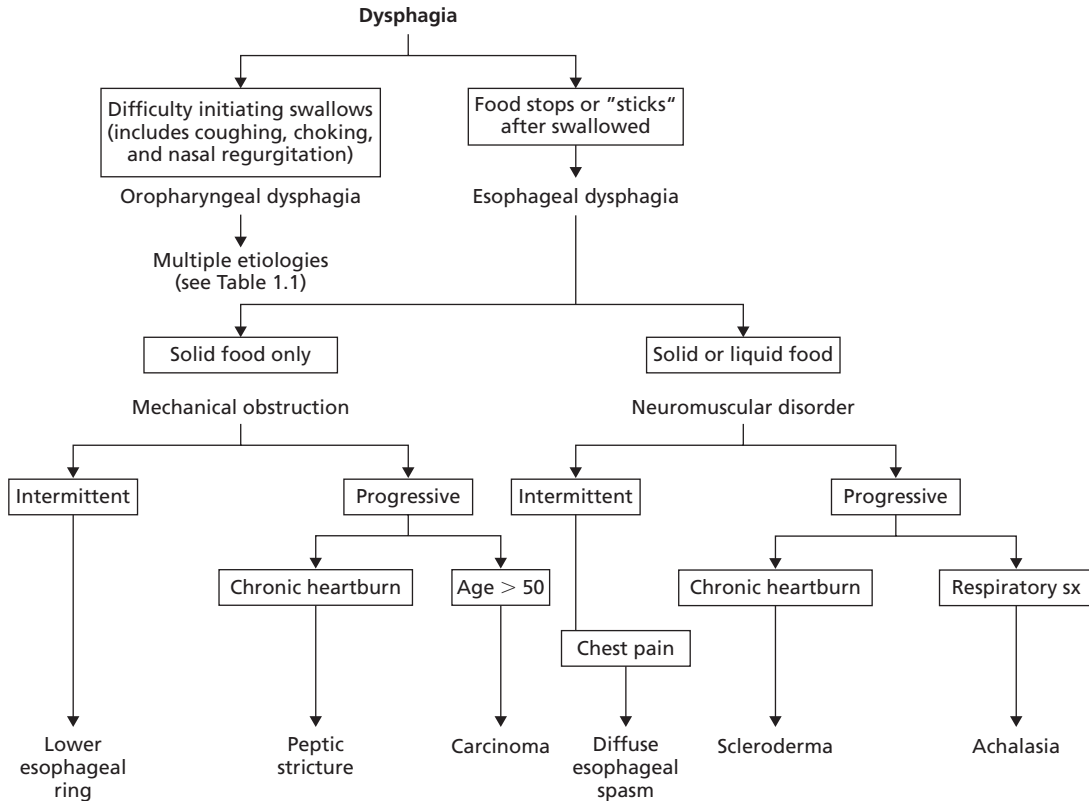 Dysphagia
Difficulty initiating swallows
(includes coughing, choking,
and nasal regurgitation)
Food stops or ”sticks“
after swallowed
Oropharyngeal dysphagia
Esophageal dysphagia
Multiple etiologies
(see Table 1.1)
Solid food only
Solid or liquid food
Mechanical obstruction
Neuromuscular disorder
Intermittent
Progressive
Intermittent
Progressive
Chronic heartburn
Age > 50
Chronic heartburn
Respiratory sx
Chest pain
Lower
esophageal
ring
Peptic
stricture
Carcinoma
Diffuse
esophageal
spasm
Scleroderma
Achalasia